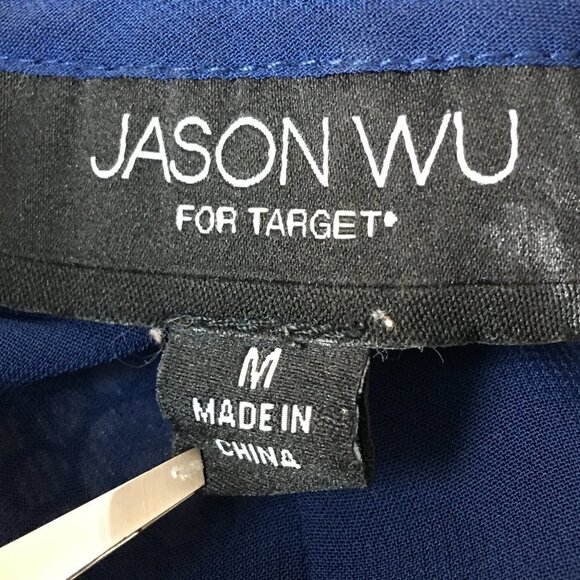 JASON WU
FOR TARGET
M
MADE IN
CHINA